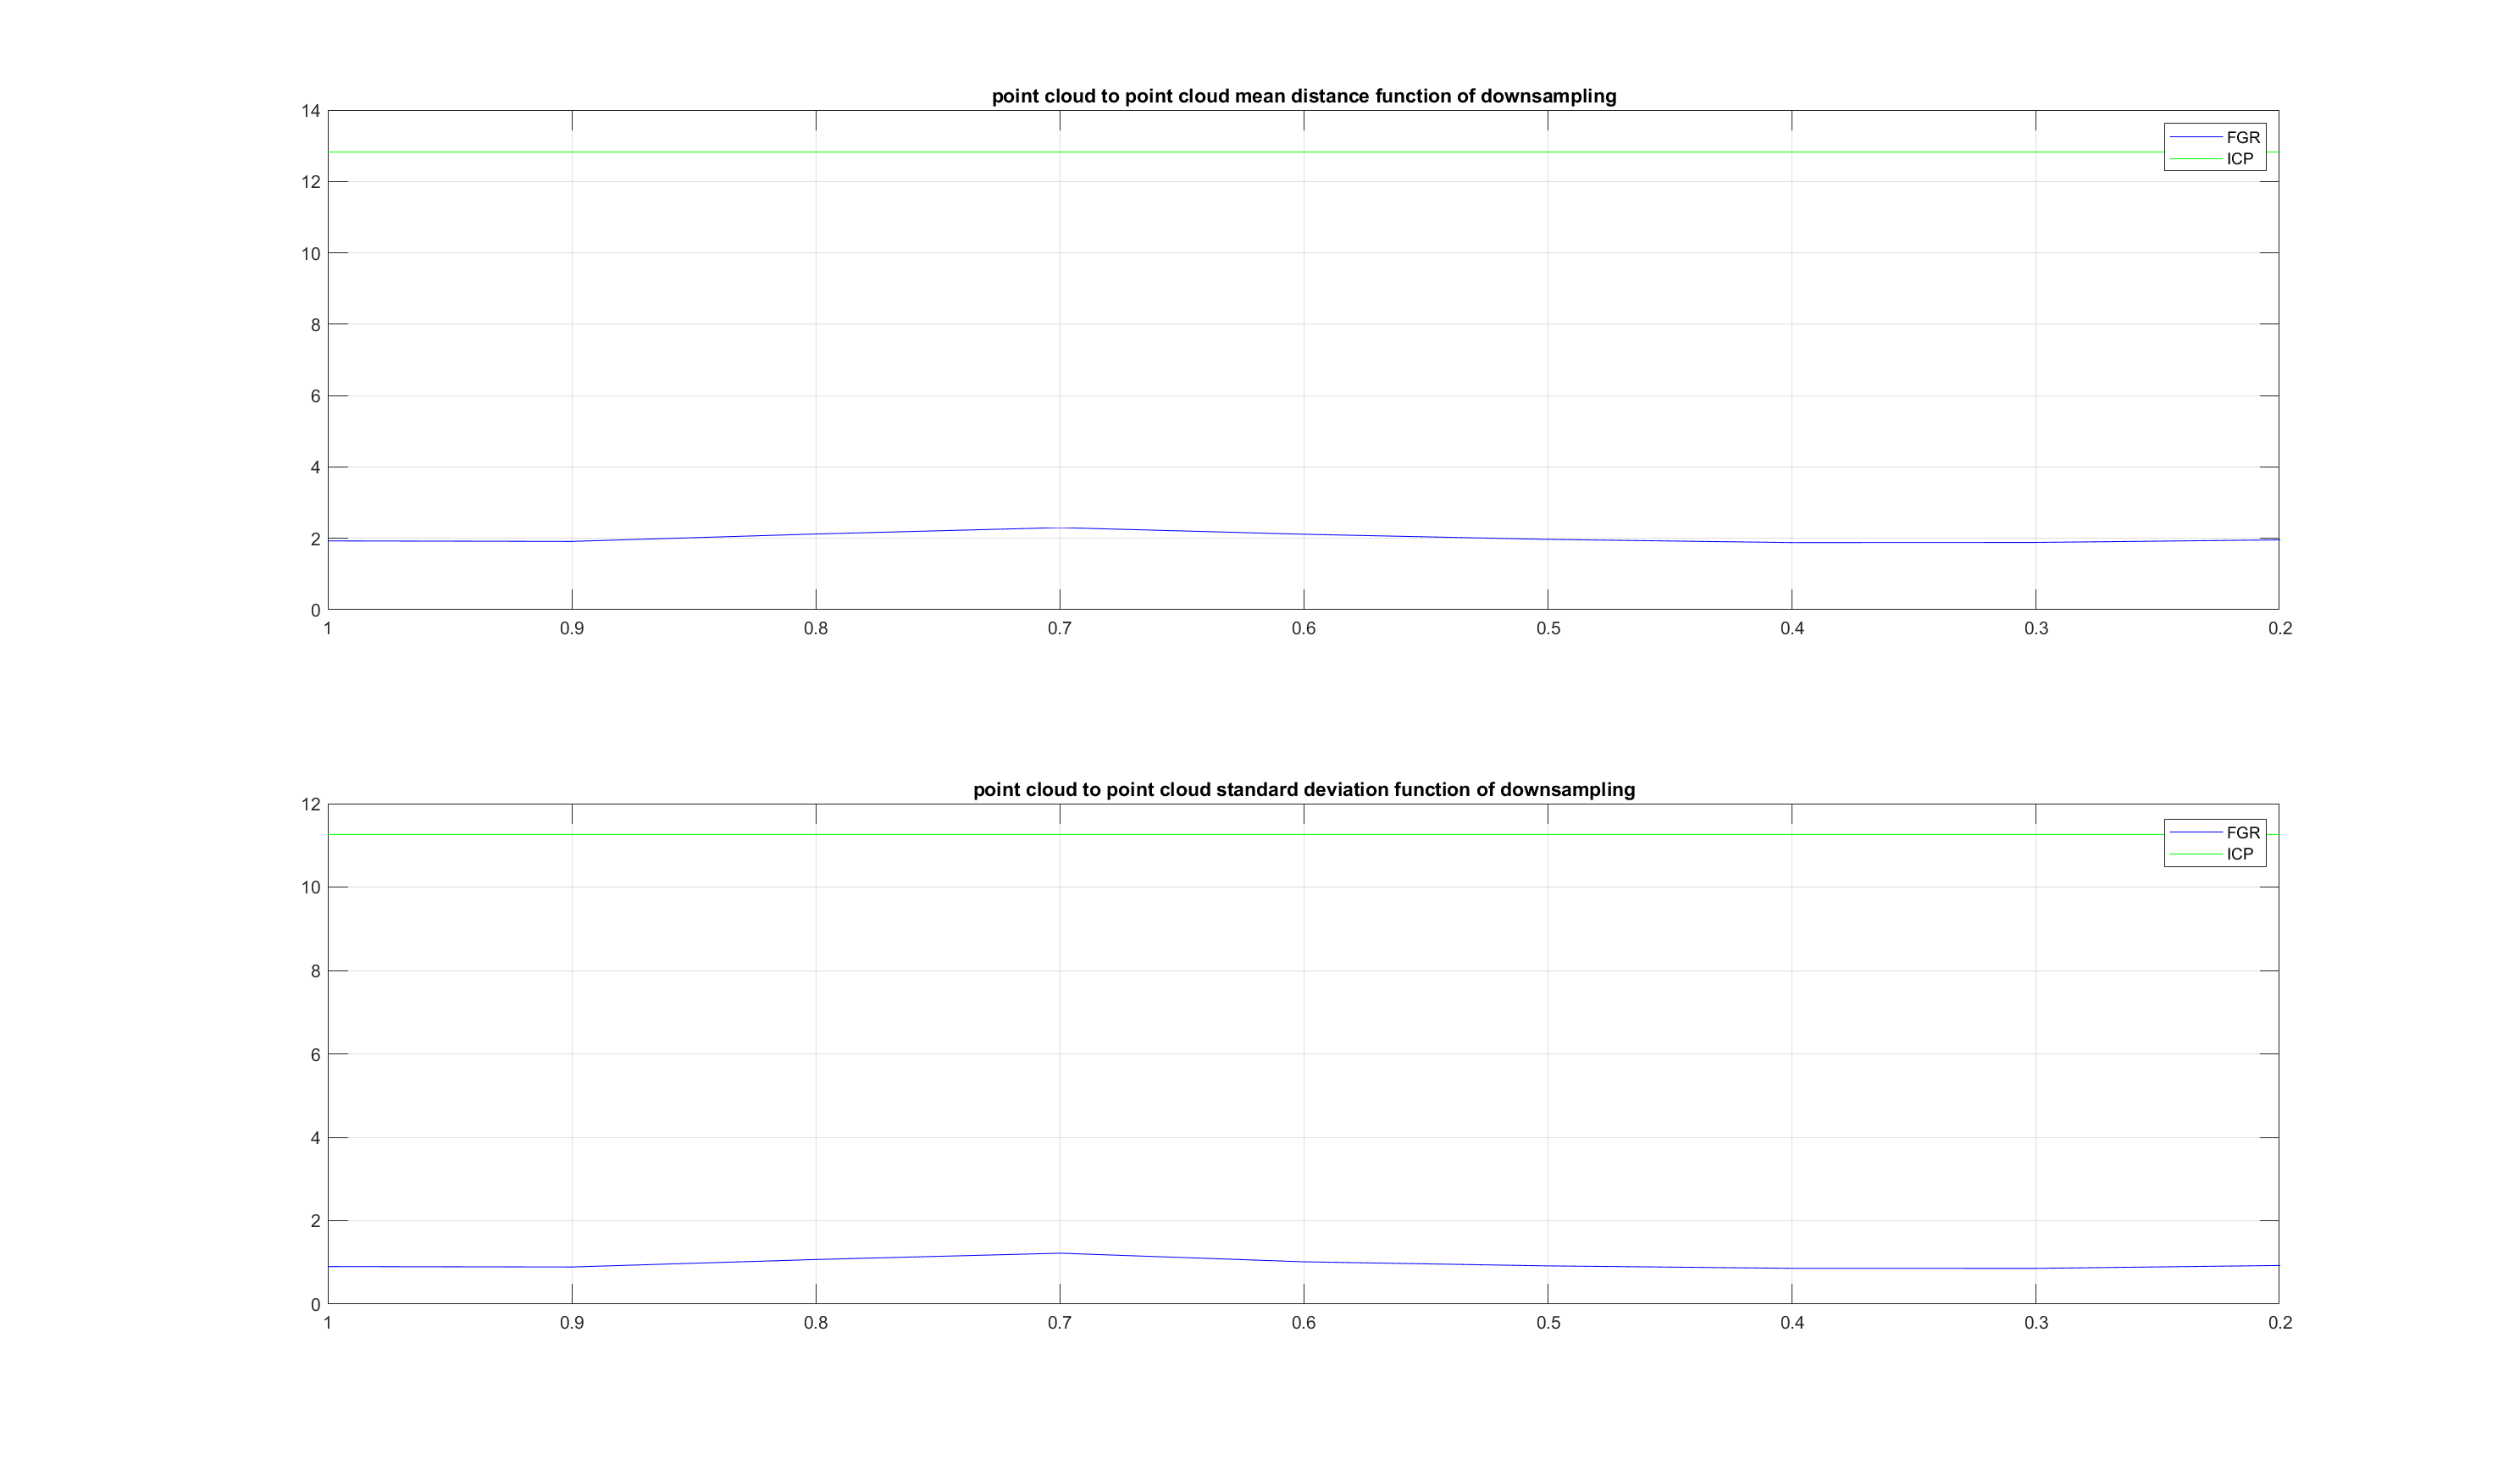 point cloud to point cloud mean distance function of downsampling
14
12
10
8
6
4
2
0
FGR
ICP
1 0.9 0.8 0.7 0.6 0.5 0.4 0.3 0.2
point cloud to point cloud standard deviation function of downsampling
12
10
8
6
4
2
0
FGR
ICP
1 0.9 0.8 0.7 0.6 0.5 0.4 0.3 0.2